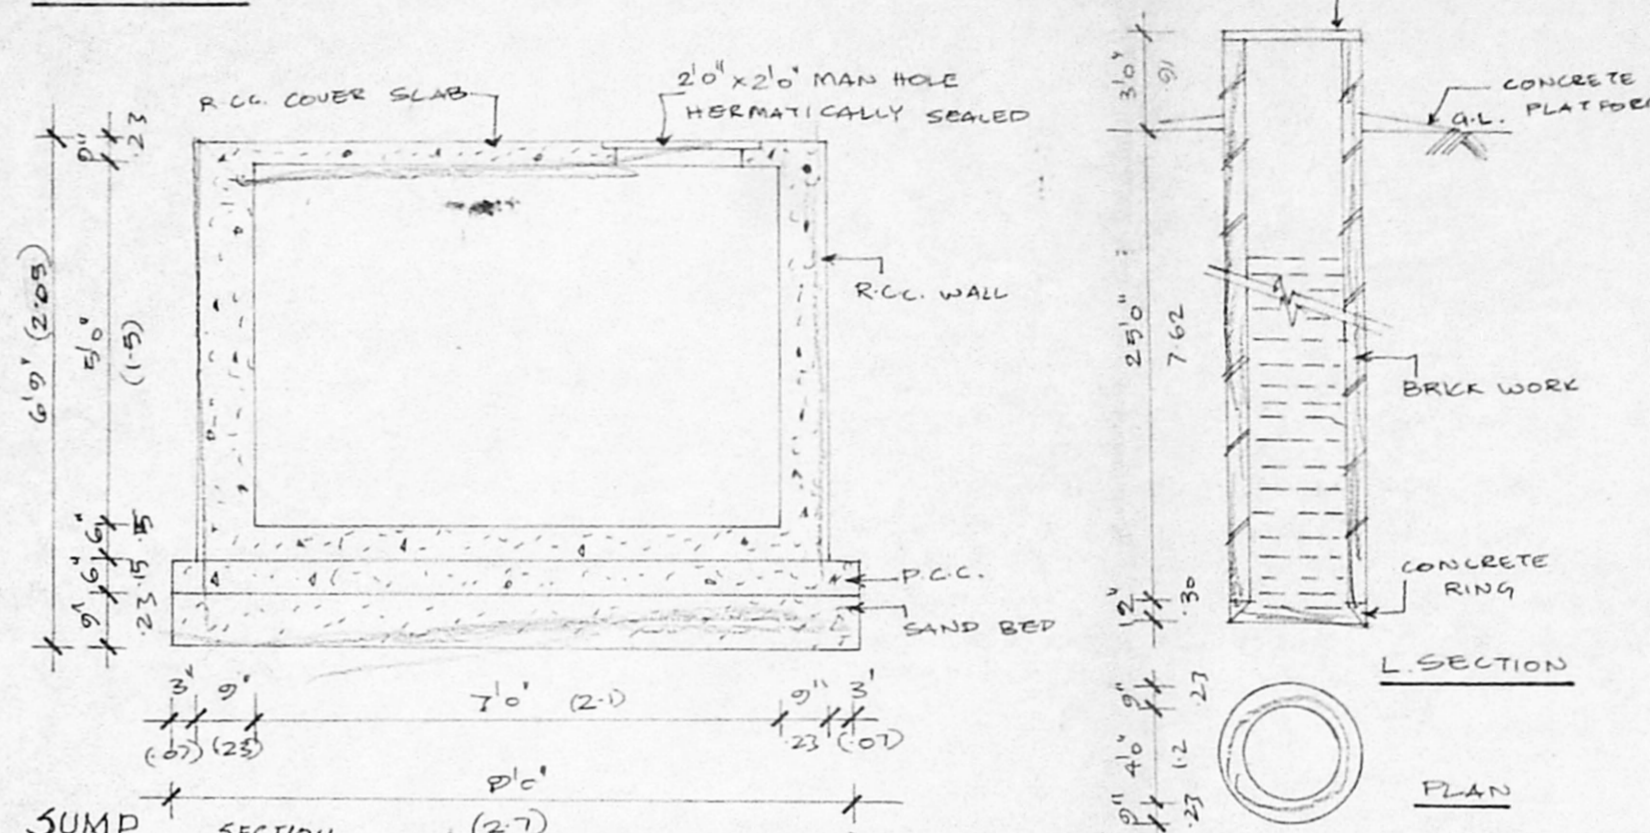 R.C.C. COVER SLAB
2'0" x 2'0" MAN HOLE
HERMATICALLY SEALED
R.C.C. WALL
P.C.C.
SAND BED
9"
.23
6'9" (2.05)
5'0"
(1.5)
6"
15
6"
.15
9"
.23
3" 9" 7'0" (2.1) 9" 3'
(.07) (23) .23 (.07)
(2.7)
SUMP
SECTION
3'0"
.91
CONCRETE
G.L.
25'0"
7.62
BRICK WORK
CONCRETE
RING
12"
.30
L. SECTION
9"
.23
4'0"
1.2
9"
.23
PLAN